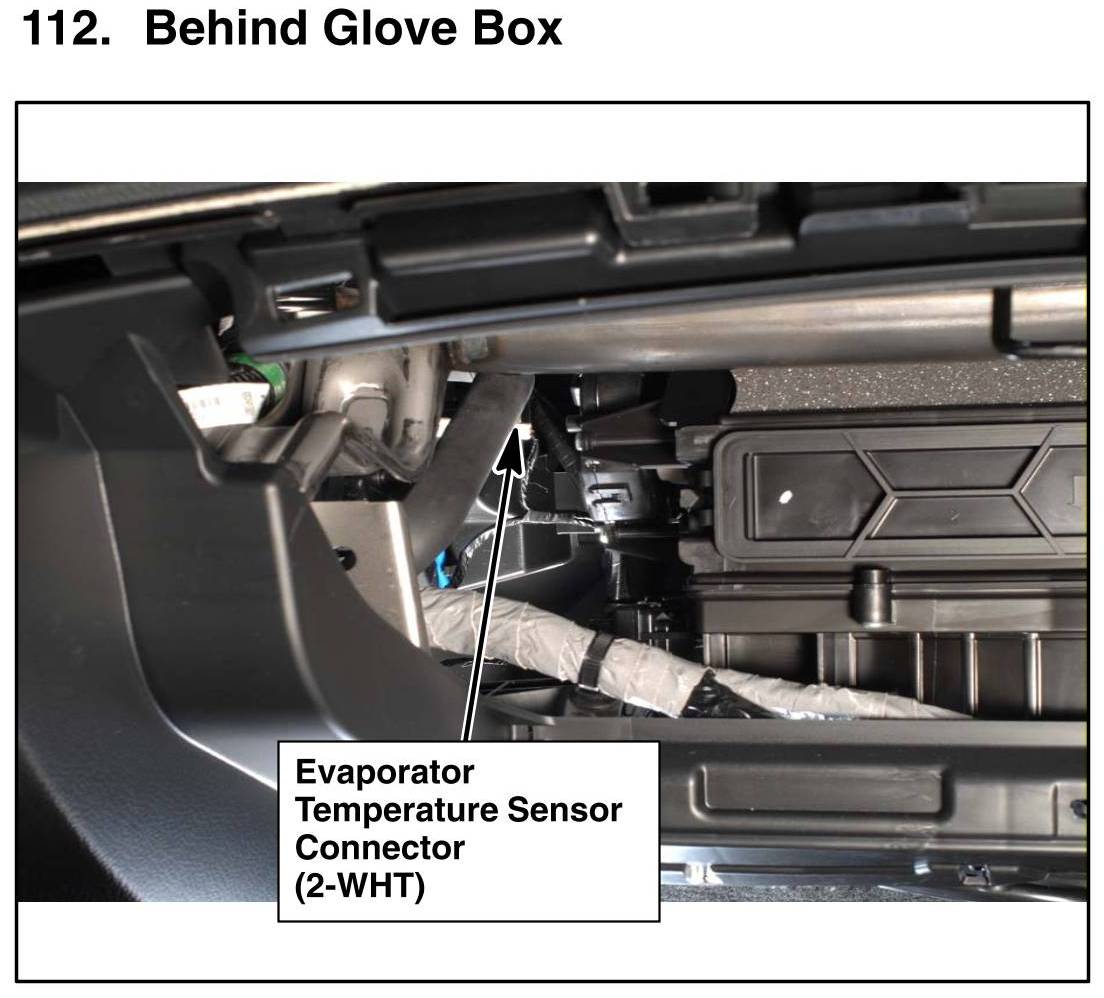 112. Behind Glove Box
Evaporator
Temperature Sensor
Connector
(2-WHT)